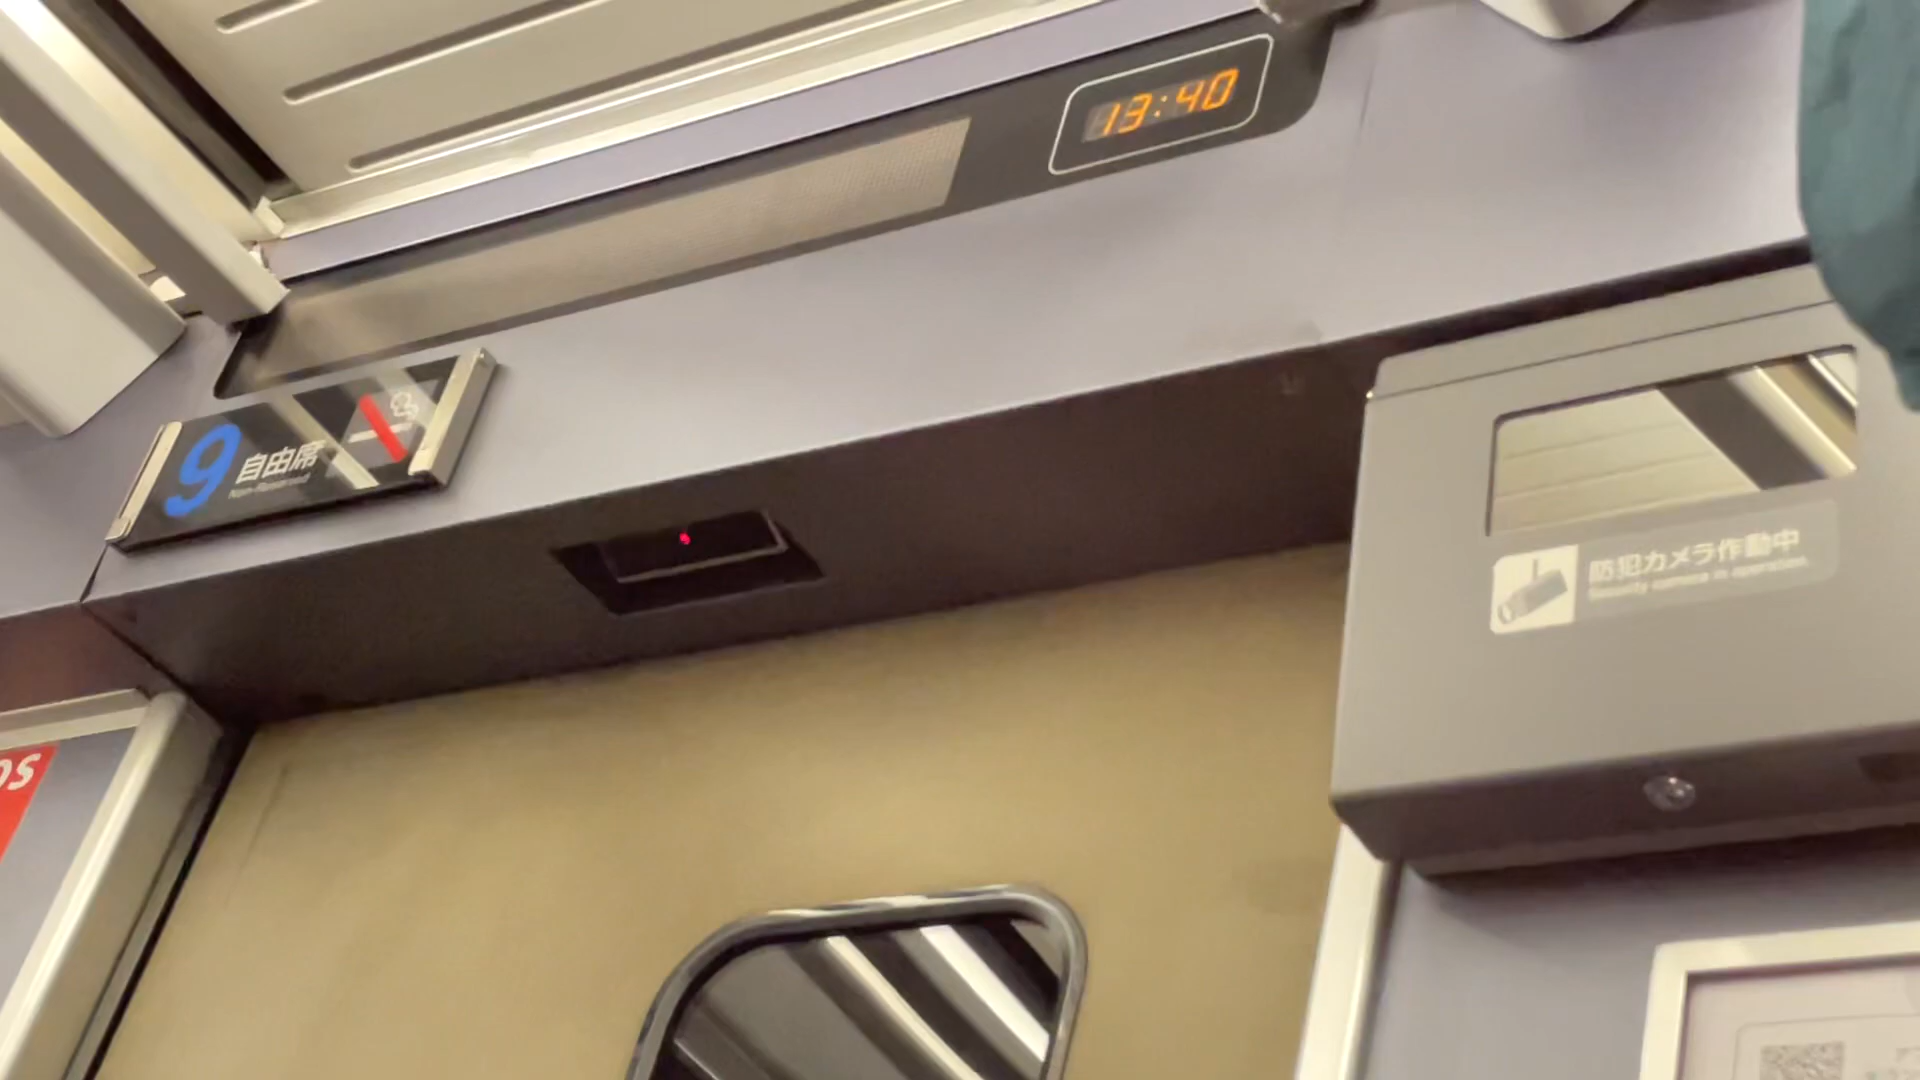 13:40
9 自由席
Non-Reserved
防犯カメラ作動中
Security camera in operation.
OS